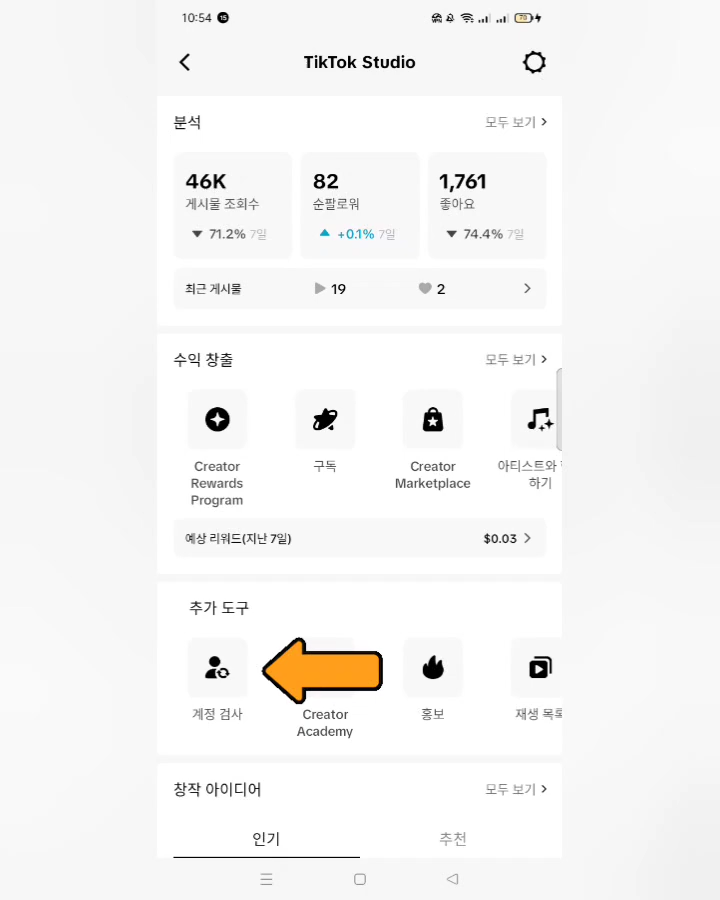 10:54 15
78
TikTok Studio
분석
모두 보기
46K
82
1,761
게시물 조회수
순팔로워
좋아요
71.2% 7일
+0.1% 7일
74.4% 7일
최근 게시물
19
2
수익 창출
모두 보기
Creator
Rewards
Program
구독
Creator
Marketplace
아티스트와
하기
예상 리워드(지난 7일)
$0.03
추가 도구
계정 검사
Creator
Academy
홍보
재생 목록
창작 아이디어
모두 보기
인기
추천